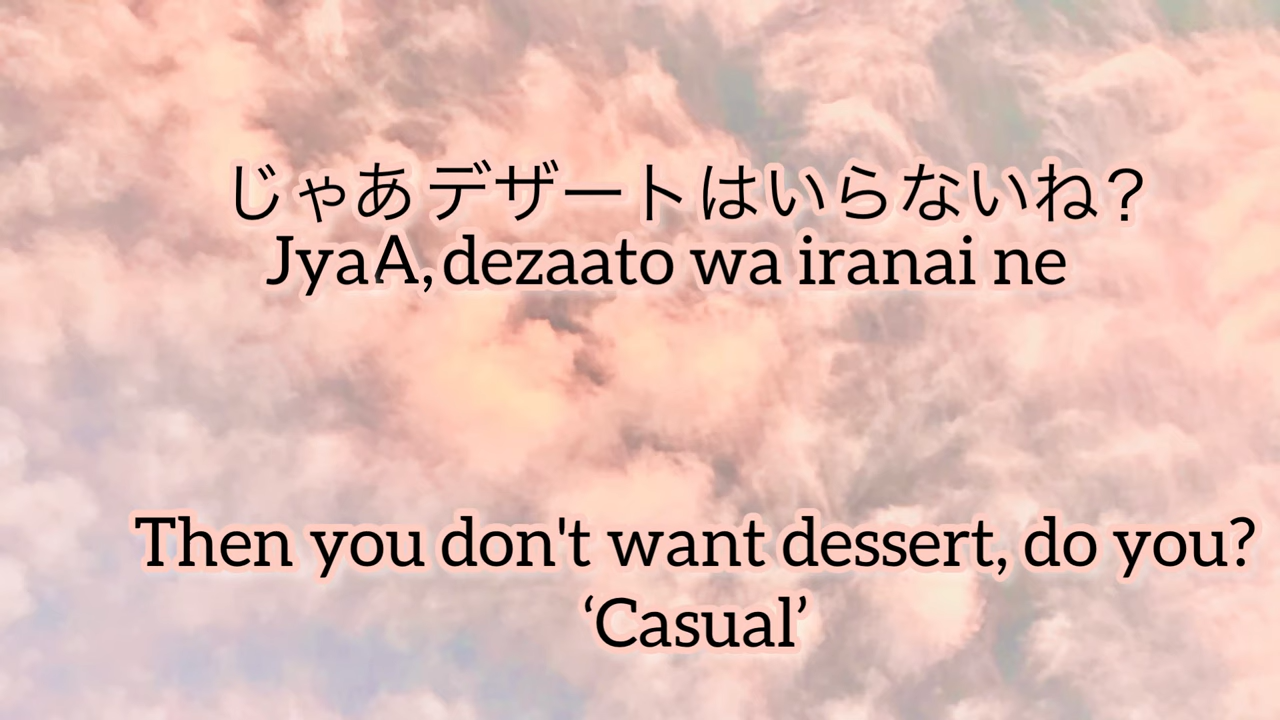 じゃあデザートはいらないね?
JyaA, dezaato wa iranai ne
Then you don't want dessert, do you?
‘Casual’